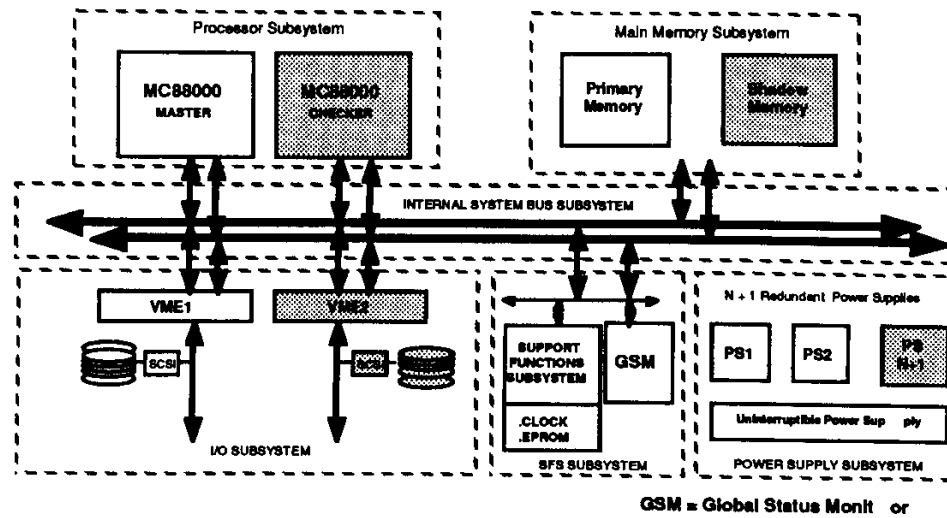 Processor Subsystem
Main Memory Subsystem
MC88000
MASTER
MC88000
CHECKER
Primary
Memory
Shadow
Memory
INTERNAL SYSTEM BUS SUBSYSTEM
VME1
VME2
SCSI
SCSI
I/O SUBSYSTEM
SUPPORT
FUNCTIONS
SUBSYSTEM
.CLOCK
.EPROM
GSM
SFS SUBSYSTEM
N + 1 Redundant Power Supplies
PS1
PS2
PS
N+1
Uninterruptible Power Sup ply
POWER SUPPLY SUBSYSTEM
GSM = Global Status Monit or